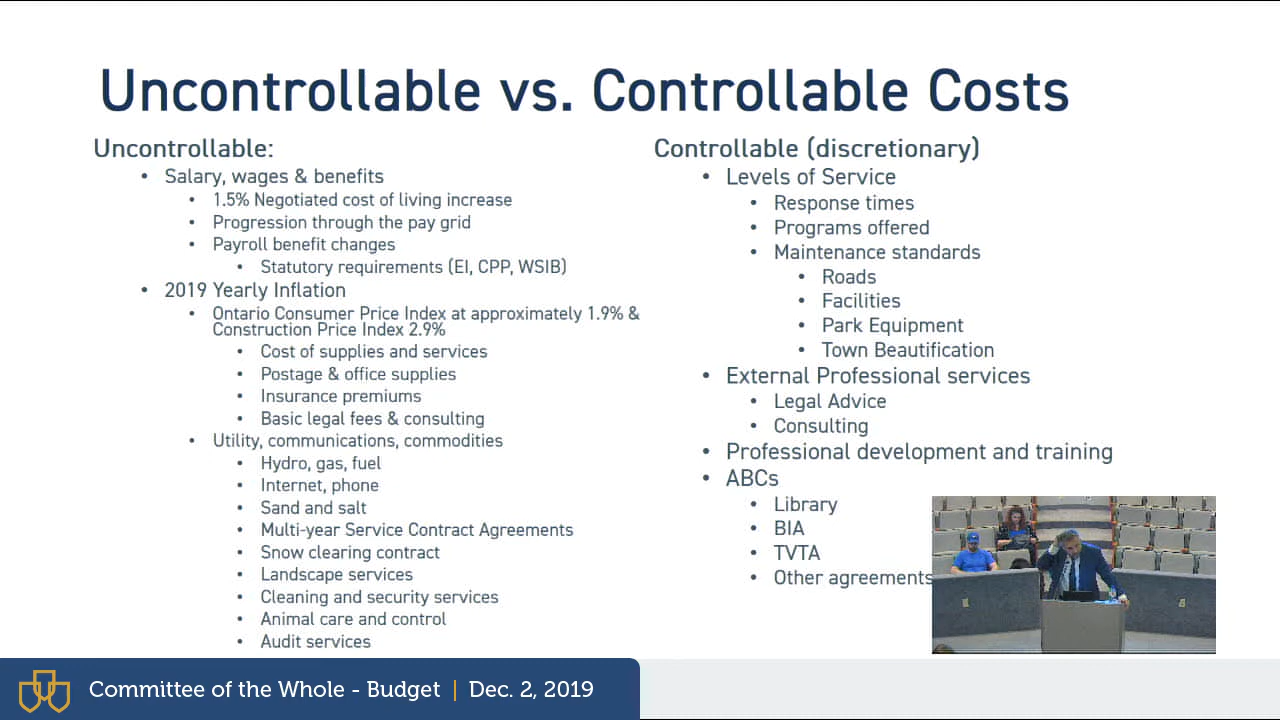 Uncontrollable vs. Controllable Costs
Uncontrollable:
• Salary, wages & benefits
• 1.5% Negotiated cost of living increase
• Progression through the pay grid
• Payroll benefit changes
• Statutory requirements (EI, CPP, WSIB)
• 2019 Yearly Inflation
• Ontario Consumer Price Index at approximately 1.9% &
Construction Price Index 2.9%
• Cost of supplies and services
• Postage & office supplies
• Insurance premiums
• Basic legal fees & consulting
• Utility, communications, commodities
• Hydro, gas, fuel
• Internet, phone
• Sand and salt
• Multi-year Service Contract Agreements
• Snow clearing contract
• Landscape services
• Cleaning and security services
• Animal care and control
• Audit services
Controllable (discretionary)
• Levels of Service
• Response times
• Programs offered
• Maintenance standards
• Roads
• Facilities
• Park Equipment
• Town Beautification
• External Professional services
• Legal Advice
• Consulting
• Professional development and training
• ABCs
• Library
• BIA
• TVTA
• Other agreements
Committee of the Whole - Budget | Dec. 2, 2019